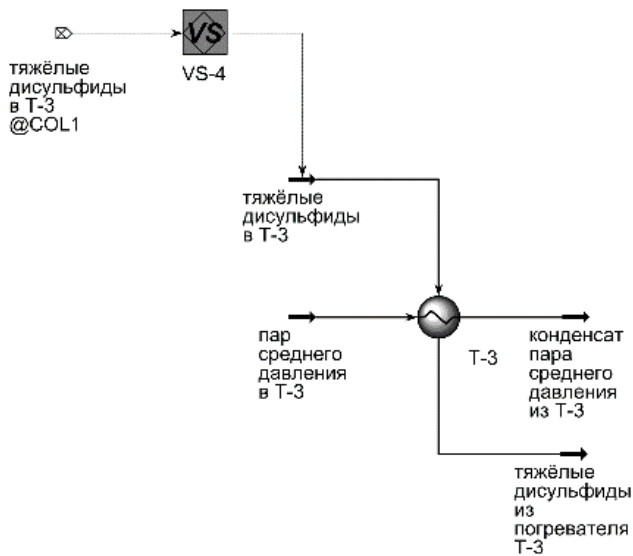 VS
тяжёлые
дисульфиды
в Т-3
@COL1
VS-4
тяжёлые
дисульфиды
в Т-3
пар
среднего
давления
в Т-3
Т-3
конденсат
пара
среднего
давления
из Т-3
тяжёлые
дисульфиды
из
погревателя
Т-3